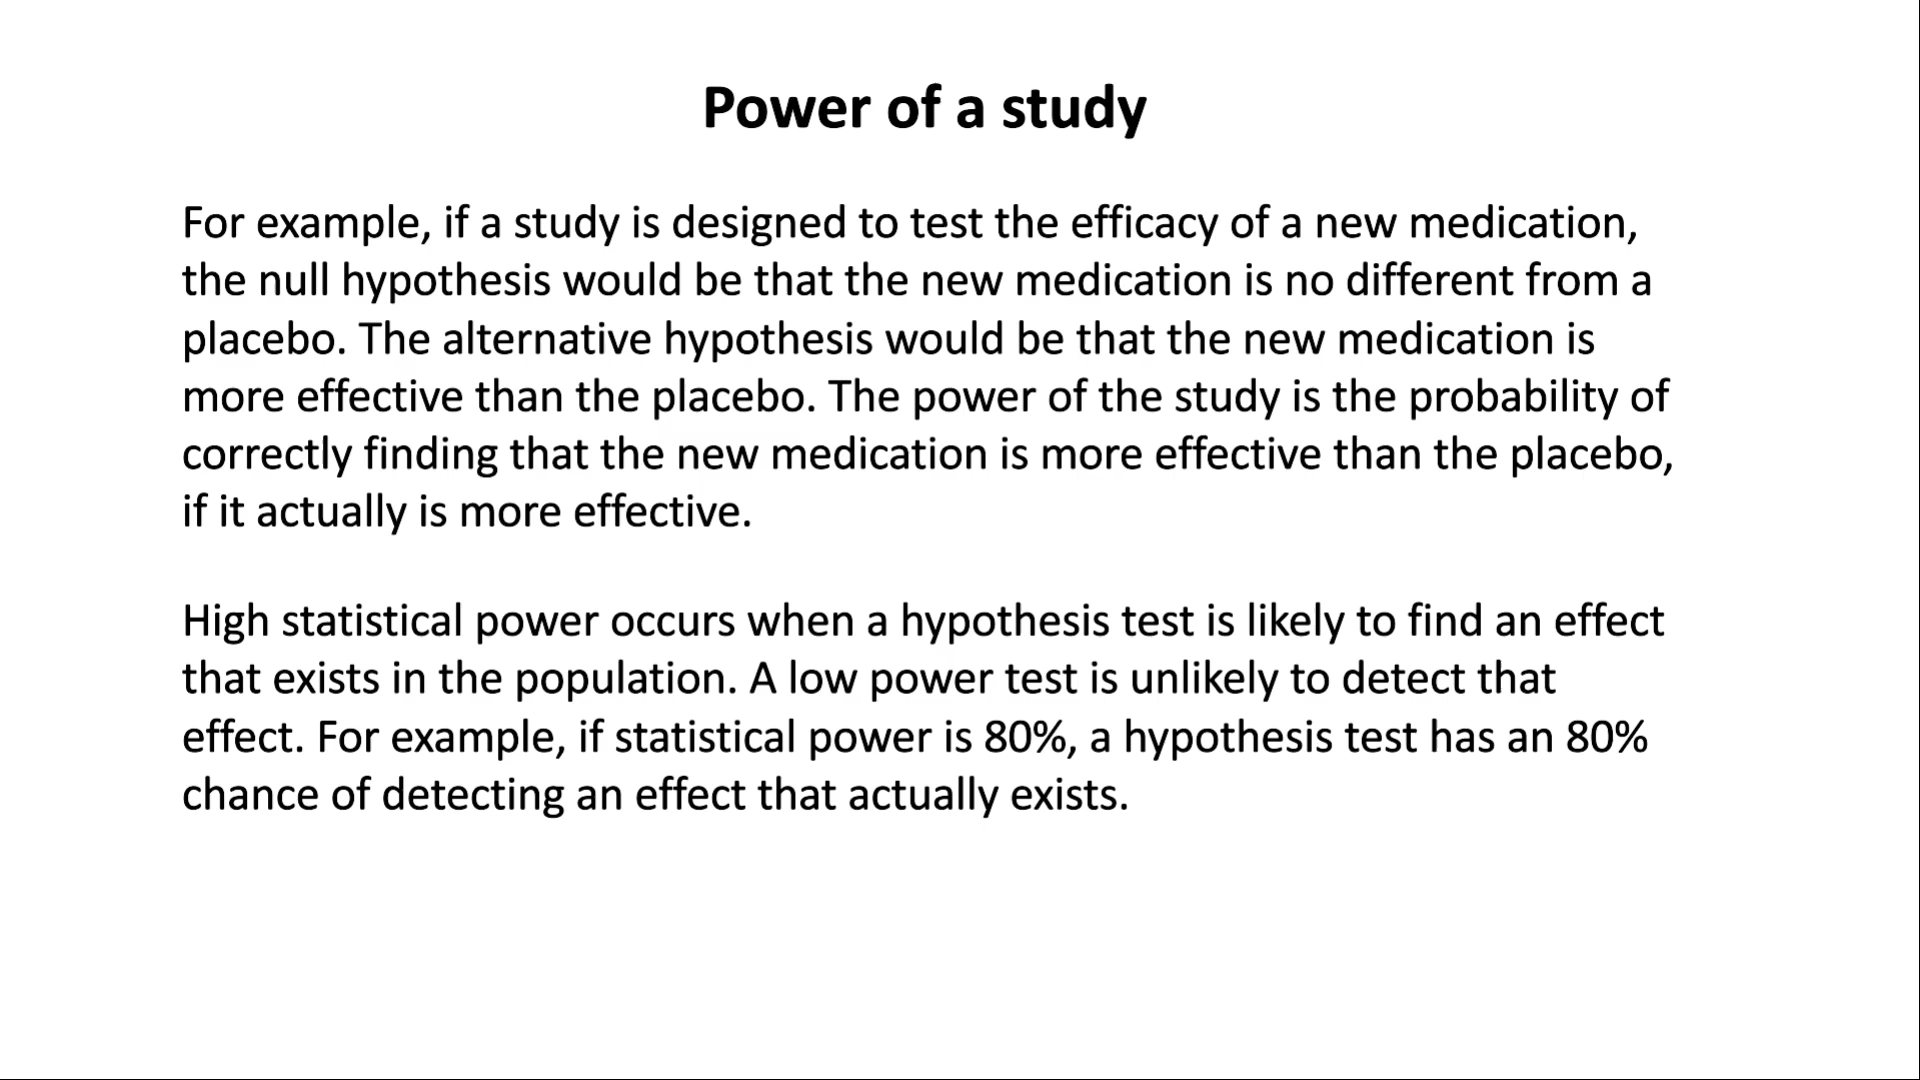 Power of a study
For example, if a study is designed to test the efficacy of a new medication,
the null hypothesis would be that the new medication is no different from a
placebo. The alternative hypothesis would be that the new medication is
more effective than the placebo. The power of the study is the probability of
correctly finding that the new medication is more effective than the placebo,
if it actually is more effective.
High statistical power occurs when a hypothesis test is likely to find an effect
that exists in the population. A low power test is unlikely to detect that
effect. For example, if statistical power is 80%, a hypothesis test has an 80%
chance of detecting an effect that actually exists.